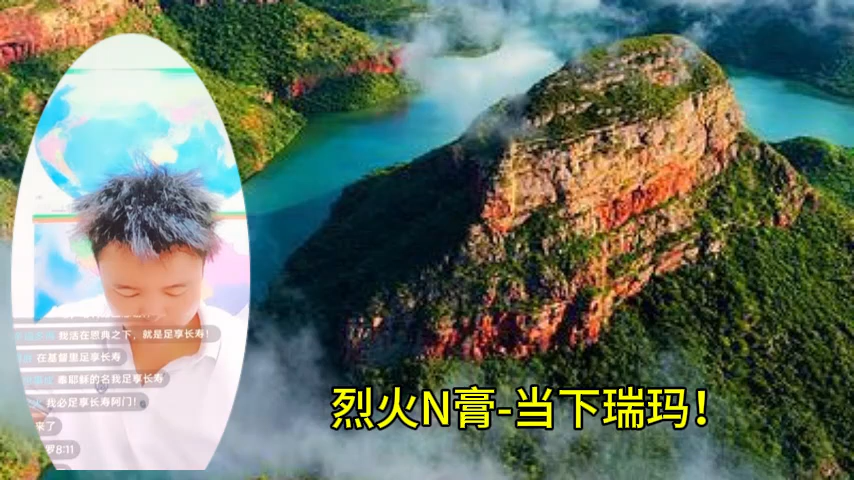 我活在恩典之下，就是足享长寿！
在基督里足享长寿
奉耶稣的名我足享长寿
我必足享长寿阿门！
来了
罗8:11
烈火N膏-当下瑞玛！